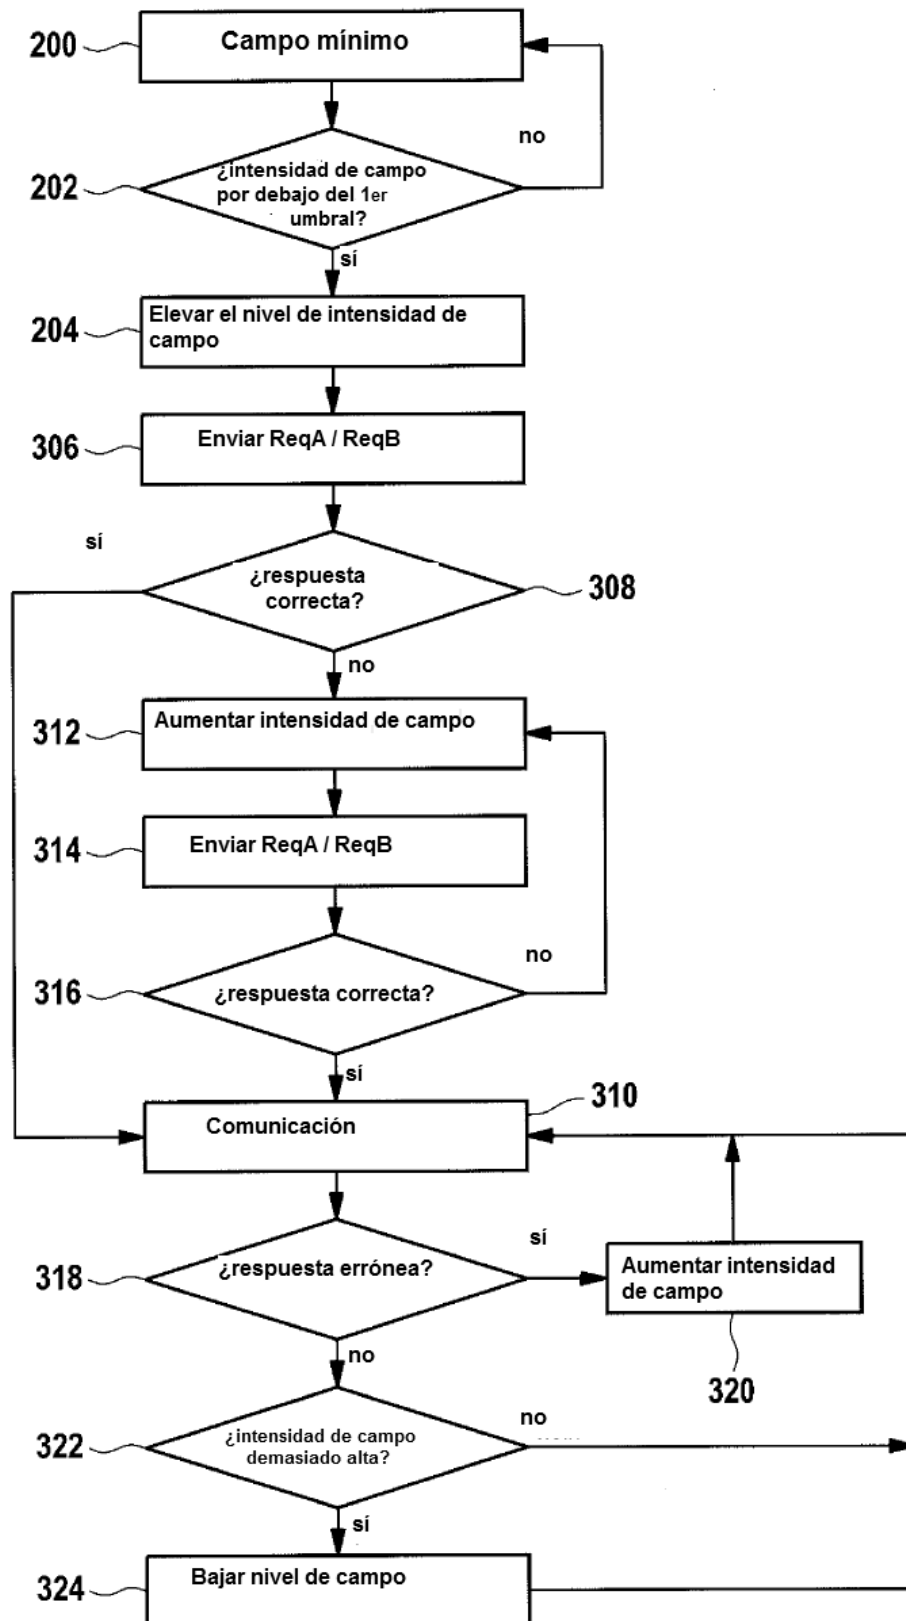 200
Campo mínimo
no
202
¿intensidad de campo
por debajo del 1er
umbral?
sí
204
Elevar el nivel de intensidad de
campo
306
Enviar ReqA / ReqB
sí
¿respuesta
correcta?
308
no
312
Aumentar intensidad de campo
314
Enviar ReqA / ReqB
no
316
¿respuesta correcta?
sí
310
Comunicación
sí
318
¿respuesta errónea?
Aumentar intensidad
de campo
no
320
no
322
¿intensidad de campo
demasiado alta?
sí
324
Bajar nivel de campo